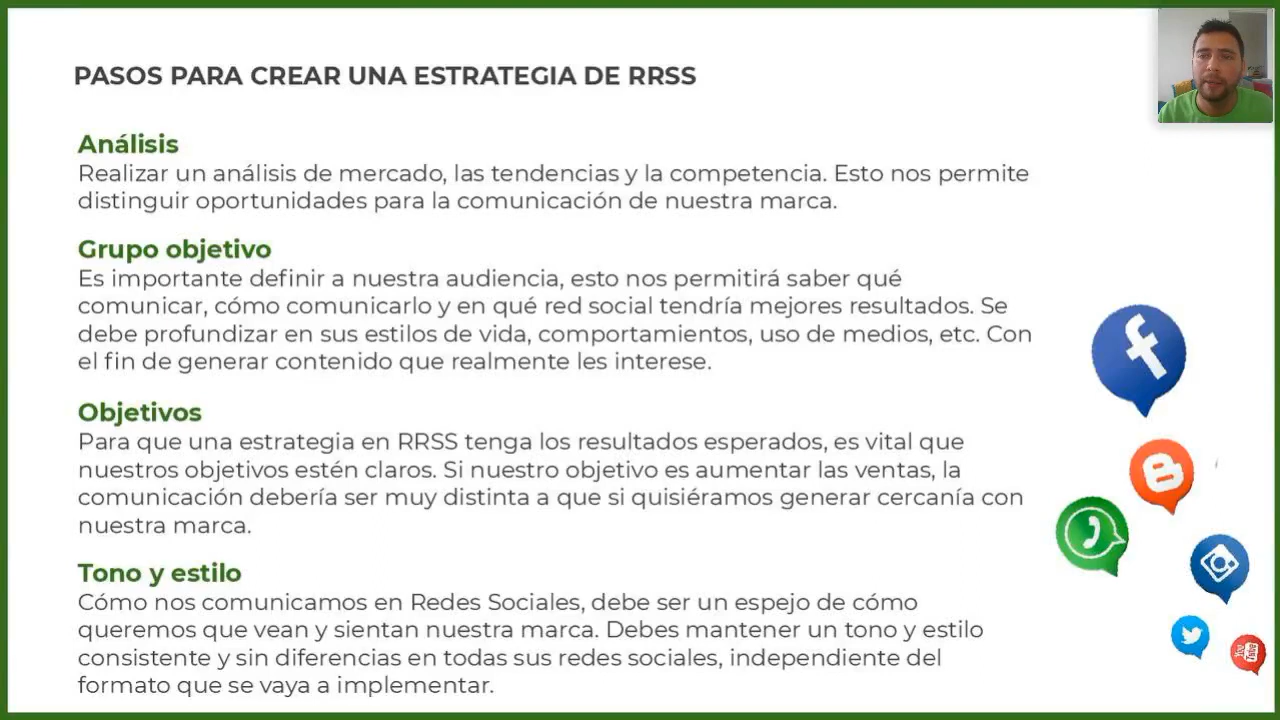 PASOS PARA CREAR UNA ESTRATEGIA DE RRSS
Análisis
Realizar un análisis de mercado, las tendencias y la competencia. Esto nos permite
distinguir oportunidades para la comunicación de nuestra marca.
Grupo objetivo
Es importante definir a nuestra audiencia, esto nos permitirá saber qué
comunicar, cómo comunicarlo y en qué red social tendría mejores resultados. Se
debe profundizar en sus estilos de vida, comportamientos, uso de medios, etc. Con
el fin de generar contenido que realmente les interese.
Objetivos
Para que una estrategia en RRSS tenga los resultados esperados, es vital que
nuestros objetivos estén claros. Si nuestro objetivo es aumentar las ventas, la
comunicación debería ser muy distinta a que si quisiéramos generar cercanía con
nuestra marca.
Tono y estilo
Cómo nos comunicamos en Redes Sociales, debe ser un espejo de cómo
queremos que vean y sientan nuestra marca. Debes mantener un tono y estilo
consistente y sin diferencias en todas sus redes sociales, independiente del
formato que se vaya a implementar.
You
Tube